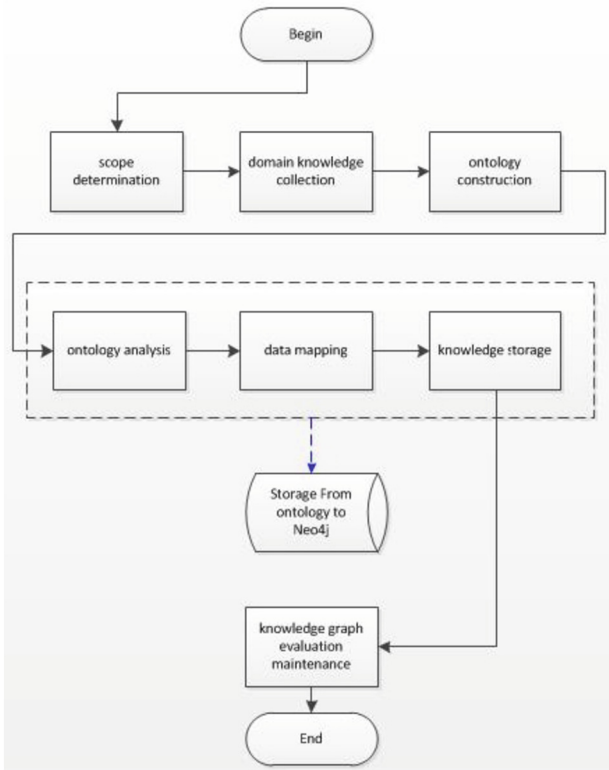 Begin
scope
determination
domain knowledge
collection
ontology
construction
ontology analysis
data mapping
knowledge storage
Storage From
ontology to
Neo4j
knowledge graph
evaluation
maintenance
End